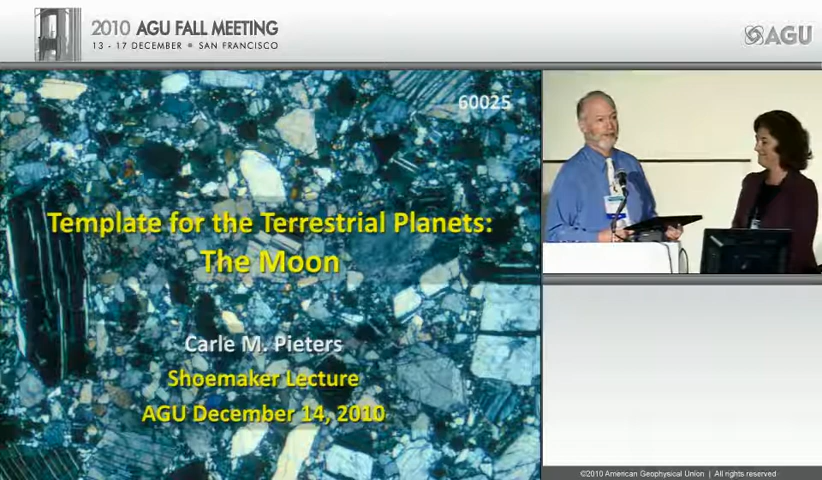 2010 AGU FALL MEETING
13 - 17 DECEMBER • SAN FRANCISCO
AGU
60025
Template for the Terrestrial Planets:
The Moon
Carle M. Pieters
Shoemaker Lecture
AGU December 14, 2010
©2010 American Geophysical Union | All rights reserved